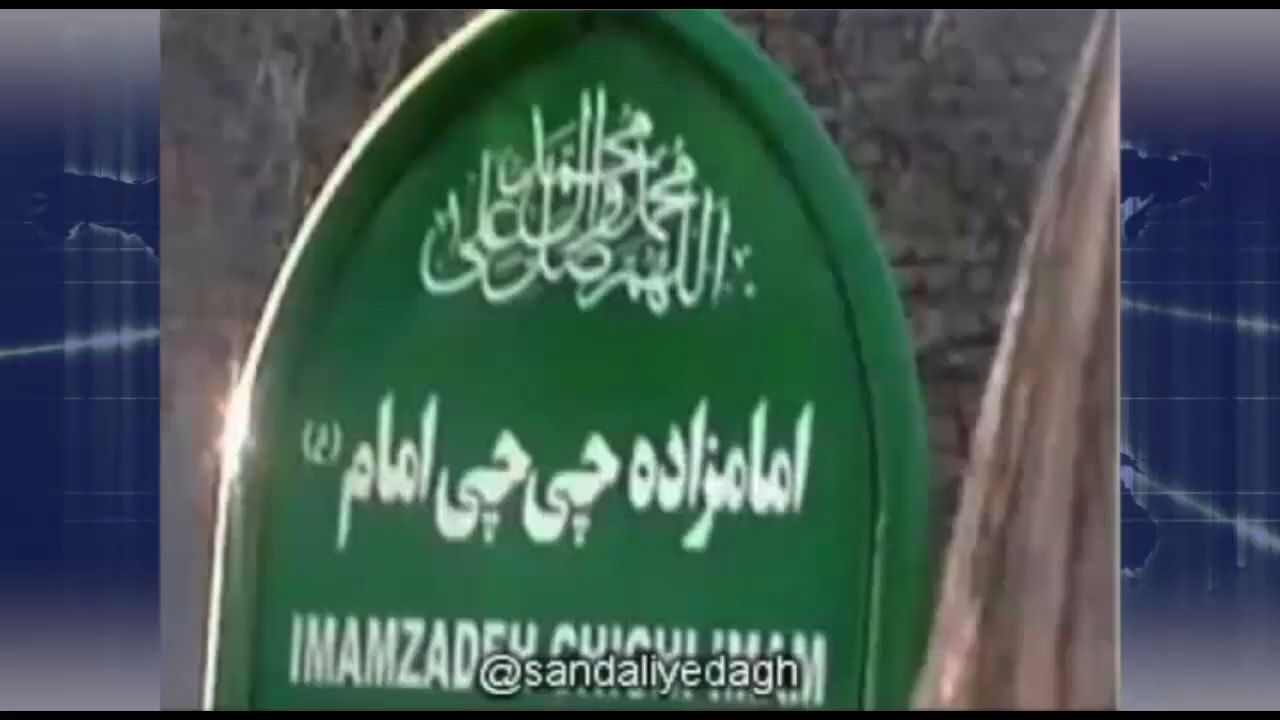 اللهم صل علی محمد و آل محمد
امامزاده چی‌چی امام (ع)
IMAMZADEH CHICHI IMAM
@sandaliyedagh